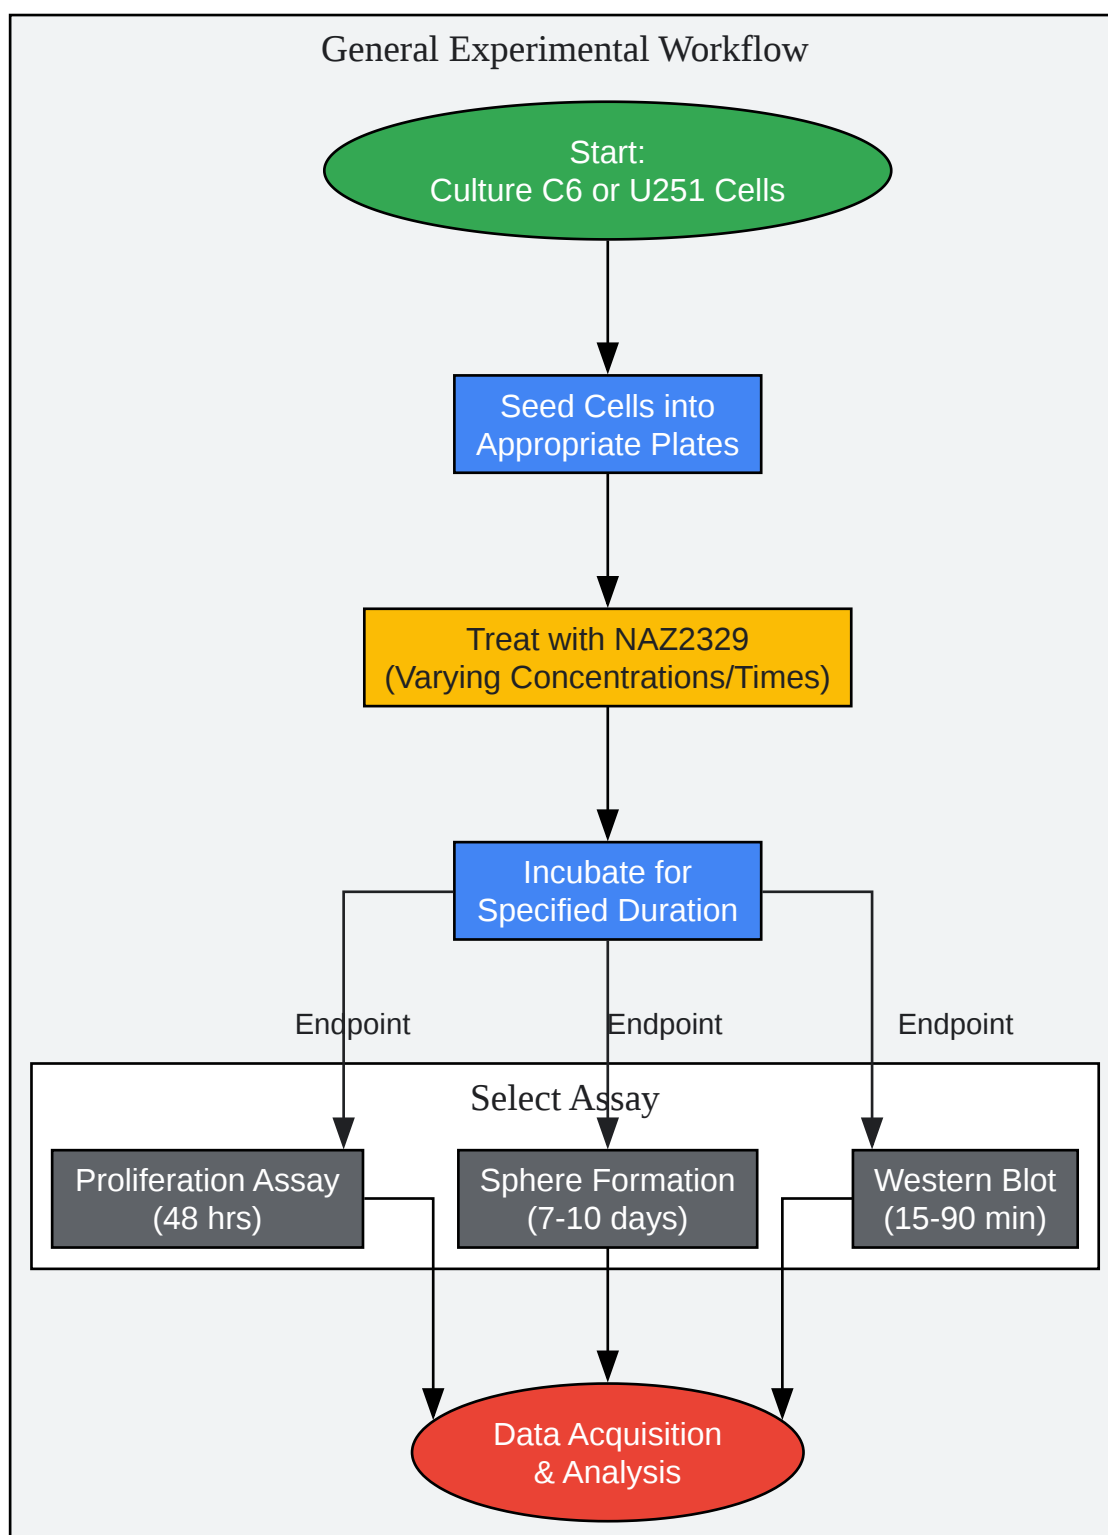 General Experimental Workflow
Start:
Culture C6 or U251 Cells
Seed Cells into
Appropriate Plates
Treat with NAZ2329
(Varying Concentrations/Times)
Incubate for
Specified Duration
Endpoint
Endpoint
Endpoint
Select Assay
Proliferation Assay
(48 hrs)
Sphere Formation
(7-10 days)
Western Blot
(15-90 min)
Data Acquisition
& Analysis